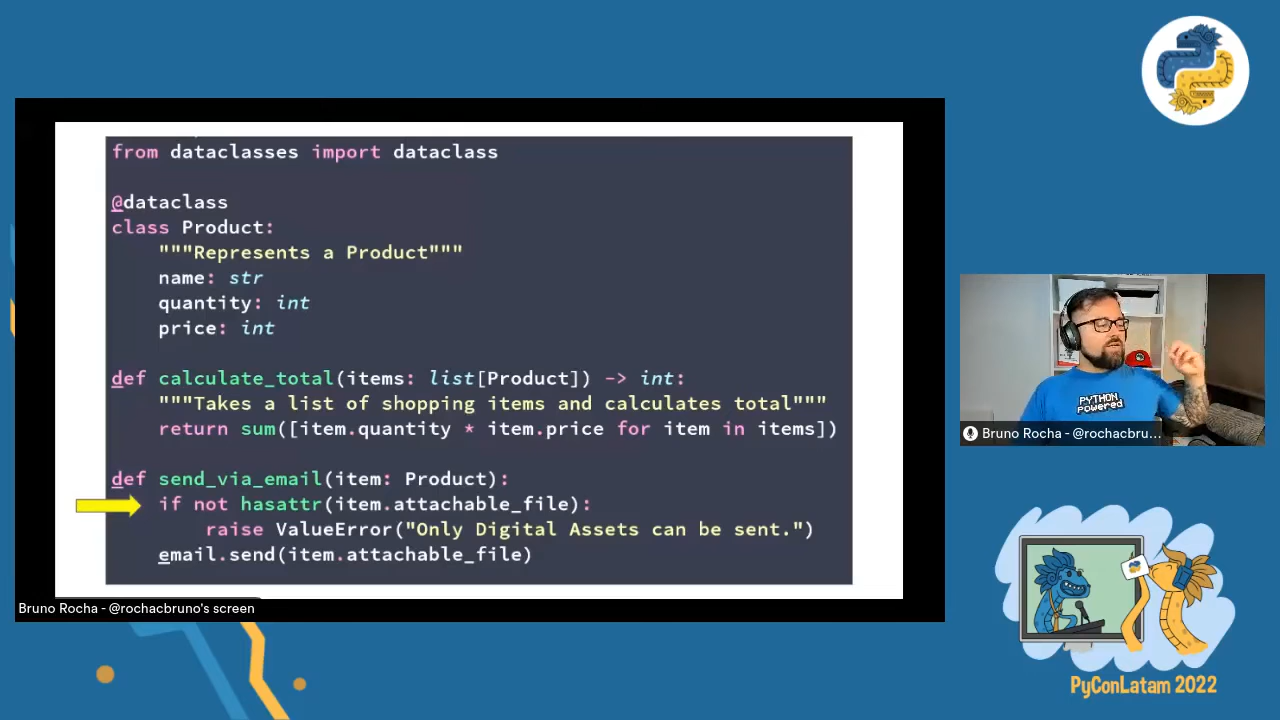 from dataclasses import dataclass
@dataclass
class Product:
"""Represents a Product"""
name: str
quantity: int
price: int
def calculate_total(items: list[Product]) -> int:
"""Takes a list of shopping items and calculates total"""
return sum([item.quantity * item.price for item in items])
def send_via_email(item: Product):
if not hasattr(item.attachable_file):
raise ValueError("Only Digital Assets can be sent.")
email.send(item.attachable_file)
Bruno Rocha - @rochacbruno's screen
PYTHON
POWERED
Bruno Rocha - @rochacbru...
PyConLatam 2022